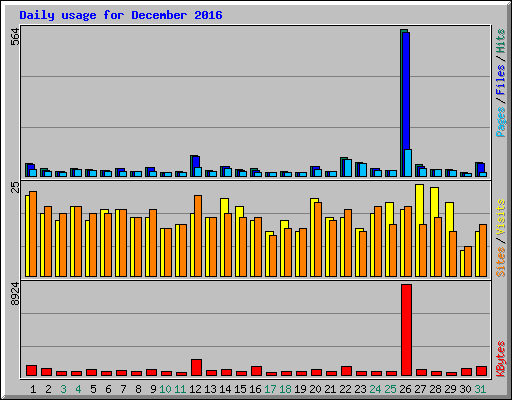 Daily usage for December 2016
564
Pages / Files / Hits
25
Sites / Visits
8924
KBytes
1 2 3 4 5 6 7 8 9 10 11 12 13 14 15 16 17 18 19 20 21 22 23 24 25 26 27 28 29 30 31